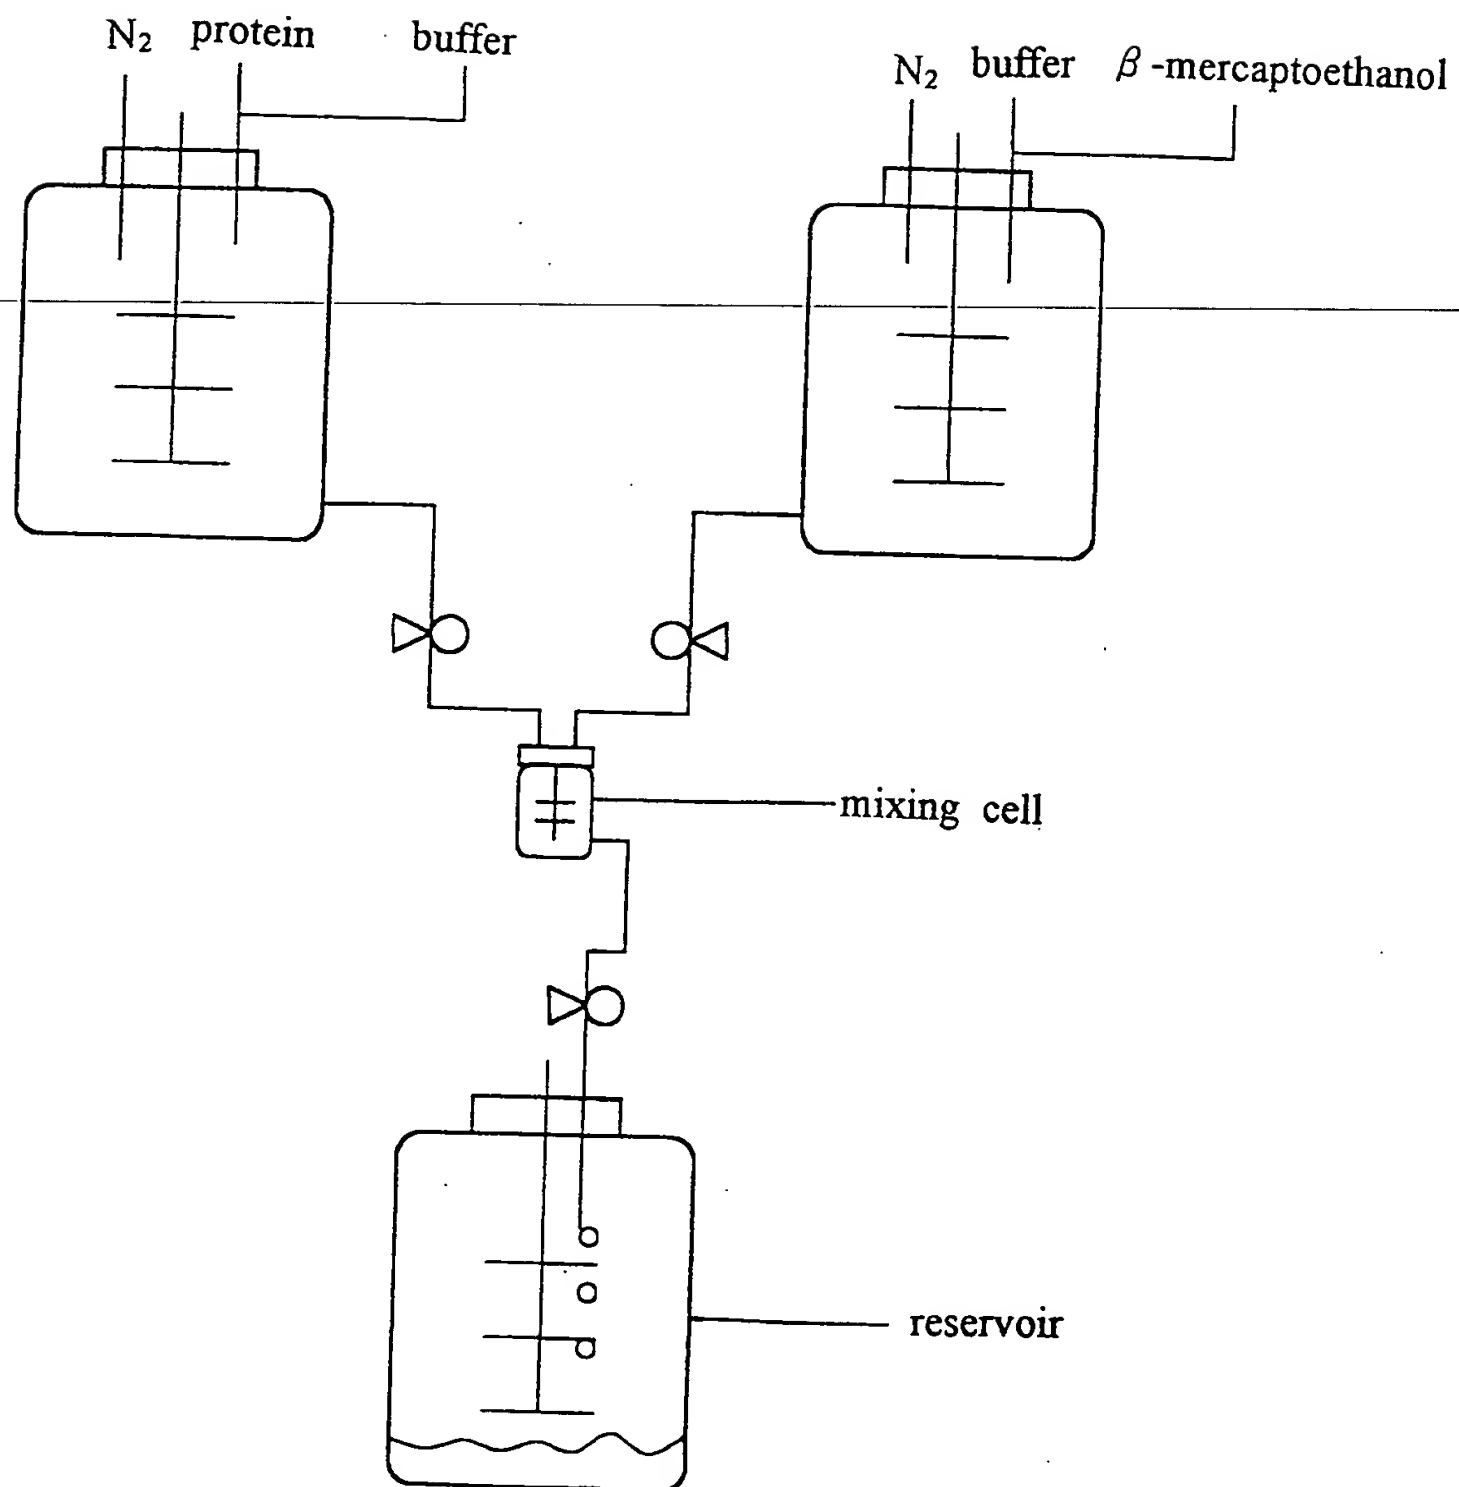 N₂ protein buffer
N₂ buffer β-mercaptoethanol
mixing cell
reservoir